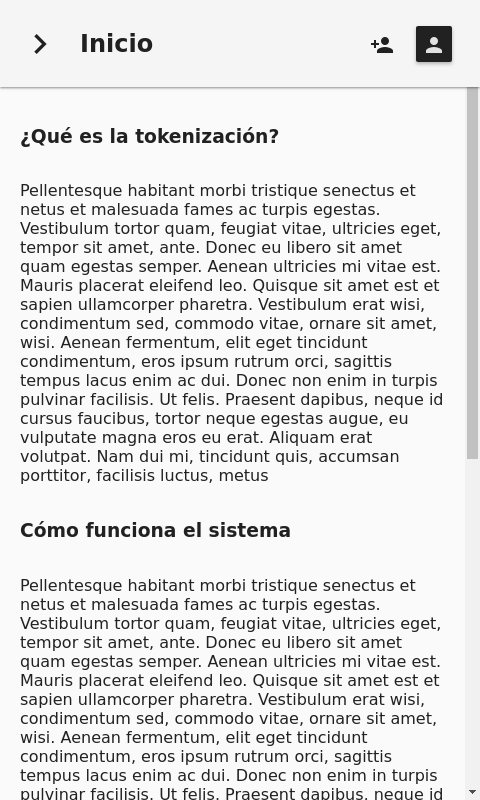 Inicio
¿Qué es la tokenización?
Pellentesque habitant morbi tristique senectus et
netus et malesuada fames ac turpis egestas.
Vestibulum tortor quam, feugiat vitae, ultricies eget,
tempor sit amet, ante. Donec eu libero sit amet
quam egestas semper. Aenean ultricies mi vitae est.
Mauris placerat eleifend leo. Quisque sit amet est et
sapien ullamcorper pharetra. Vestibulum erat wisi,
condimentum sed, commodo vitae, ornare sit amet,
wisi. Aenean fermentum, elit eget tincidunt
condimentum, eros ipsum rutrum orci, sagittis
tempus lacus enim ac dui. Donec non enim in turpis
pulvinar facilisis. Ut felis. Praesent dapibus, neque id
cursus faucibus, tortor neque egestas augue, eu
vulputate magna eros eu erat. Aliquam erat
volutpat. Nam dui mi, tincidunt quis, accumsan
porttitor, facilisis luctus, metus
Cómo funciona el sistema
Pellentesque habitant morbi tristique senectus et
netus et malesuada fames ac turpis egestas.
Vestibulum tortor quam, feugiat vitae, ultricies eget,
tempor sit amet, ante. Donec eu libero sit amet
quam egestas semper. Aenean ultricies mi vitae est.
Mauris placerat eleifend leo. Quisque sit amet est et
sapien ullamcorper pharetra. Vestibulum erat wisi,
condimentum sed, commodo vitae, ornare sit amet,
wisi. Aenean fermentum, elit eget tincidunt
condimentum, eros ipsum rutrum orci, sagittis
tempus lacus enim ac dui. Donec non enim in turpis
pulvinar facilisis. Ut felis. Praesent dapibus, neque id